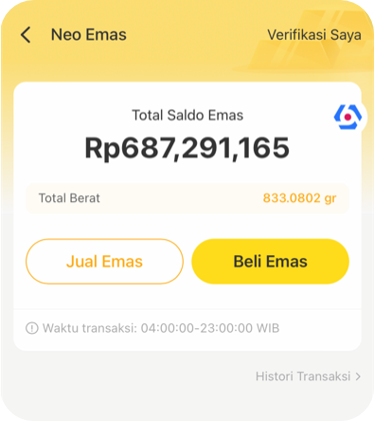 Neo Emas
Verifikasi Saya
Total Saldo Emas
Rp687,291,165
Total Berat
833.0802 gr
Jual Emas
Beli Emas
Waktu transaksi: 04:00:00-23:00:00 WIB
Histori Transaksi